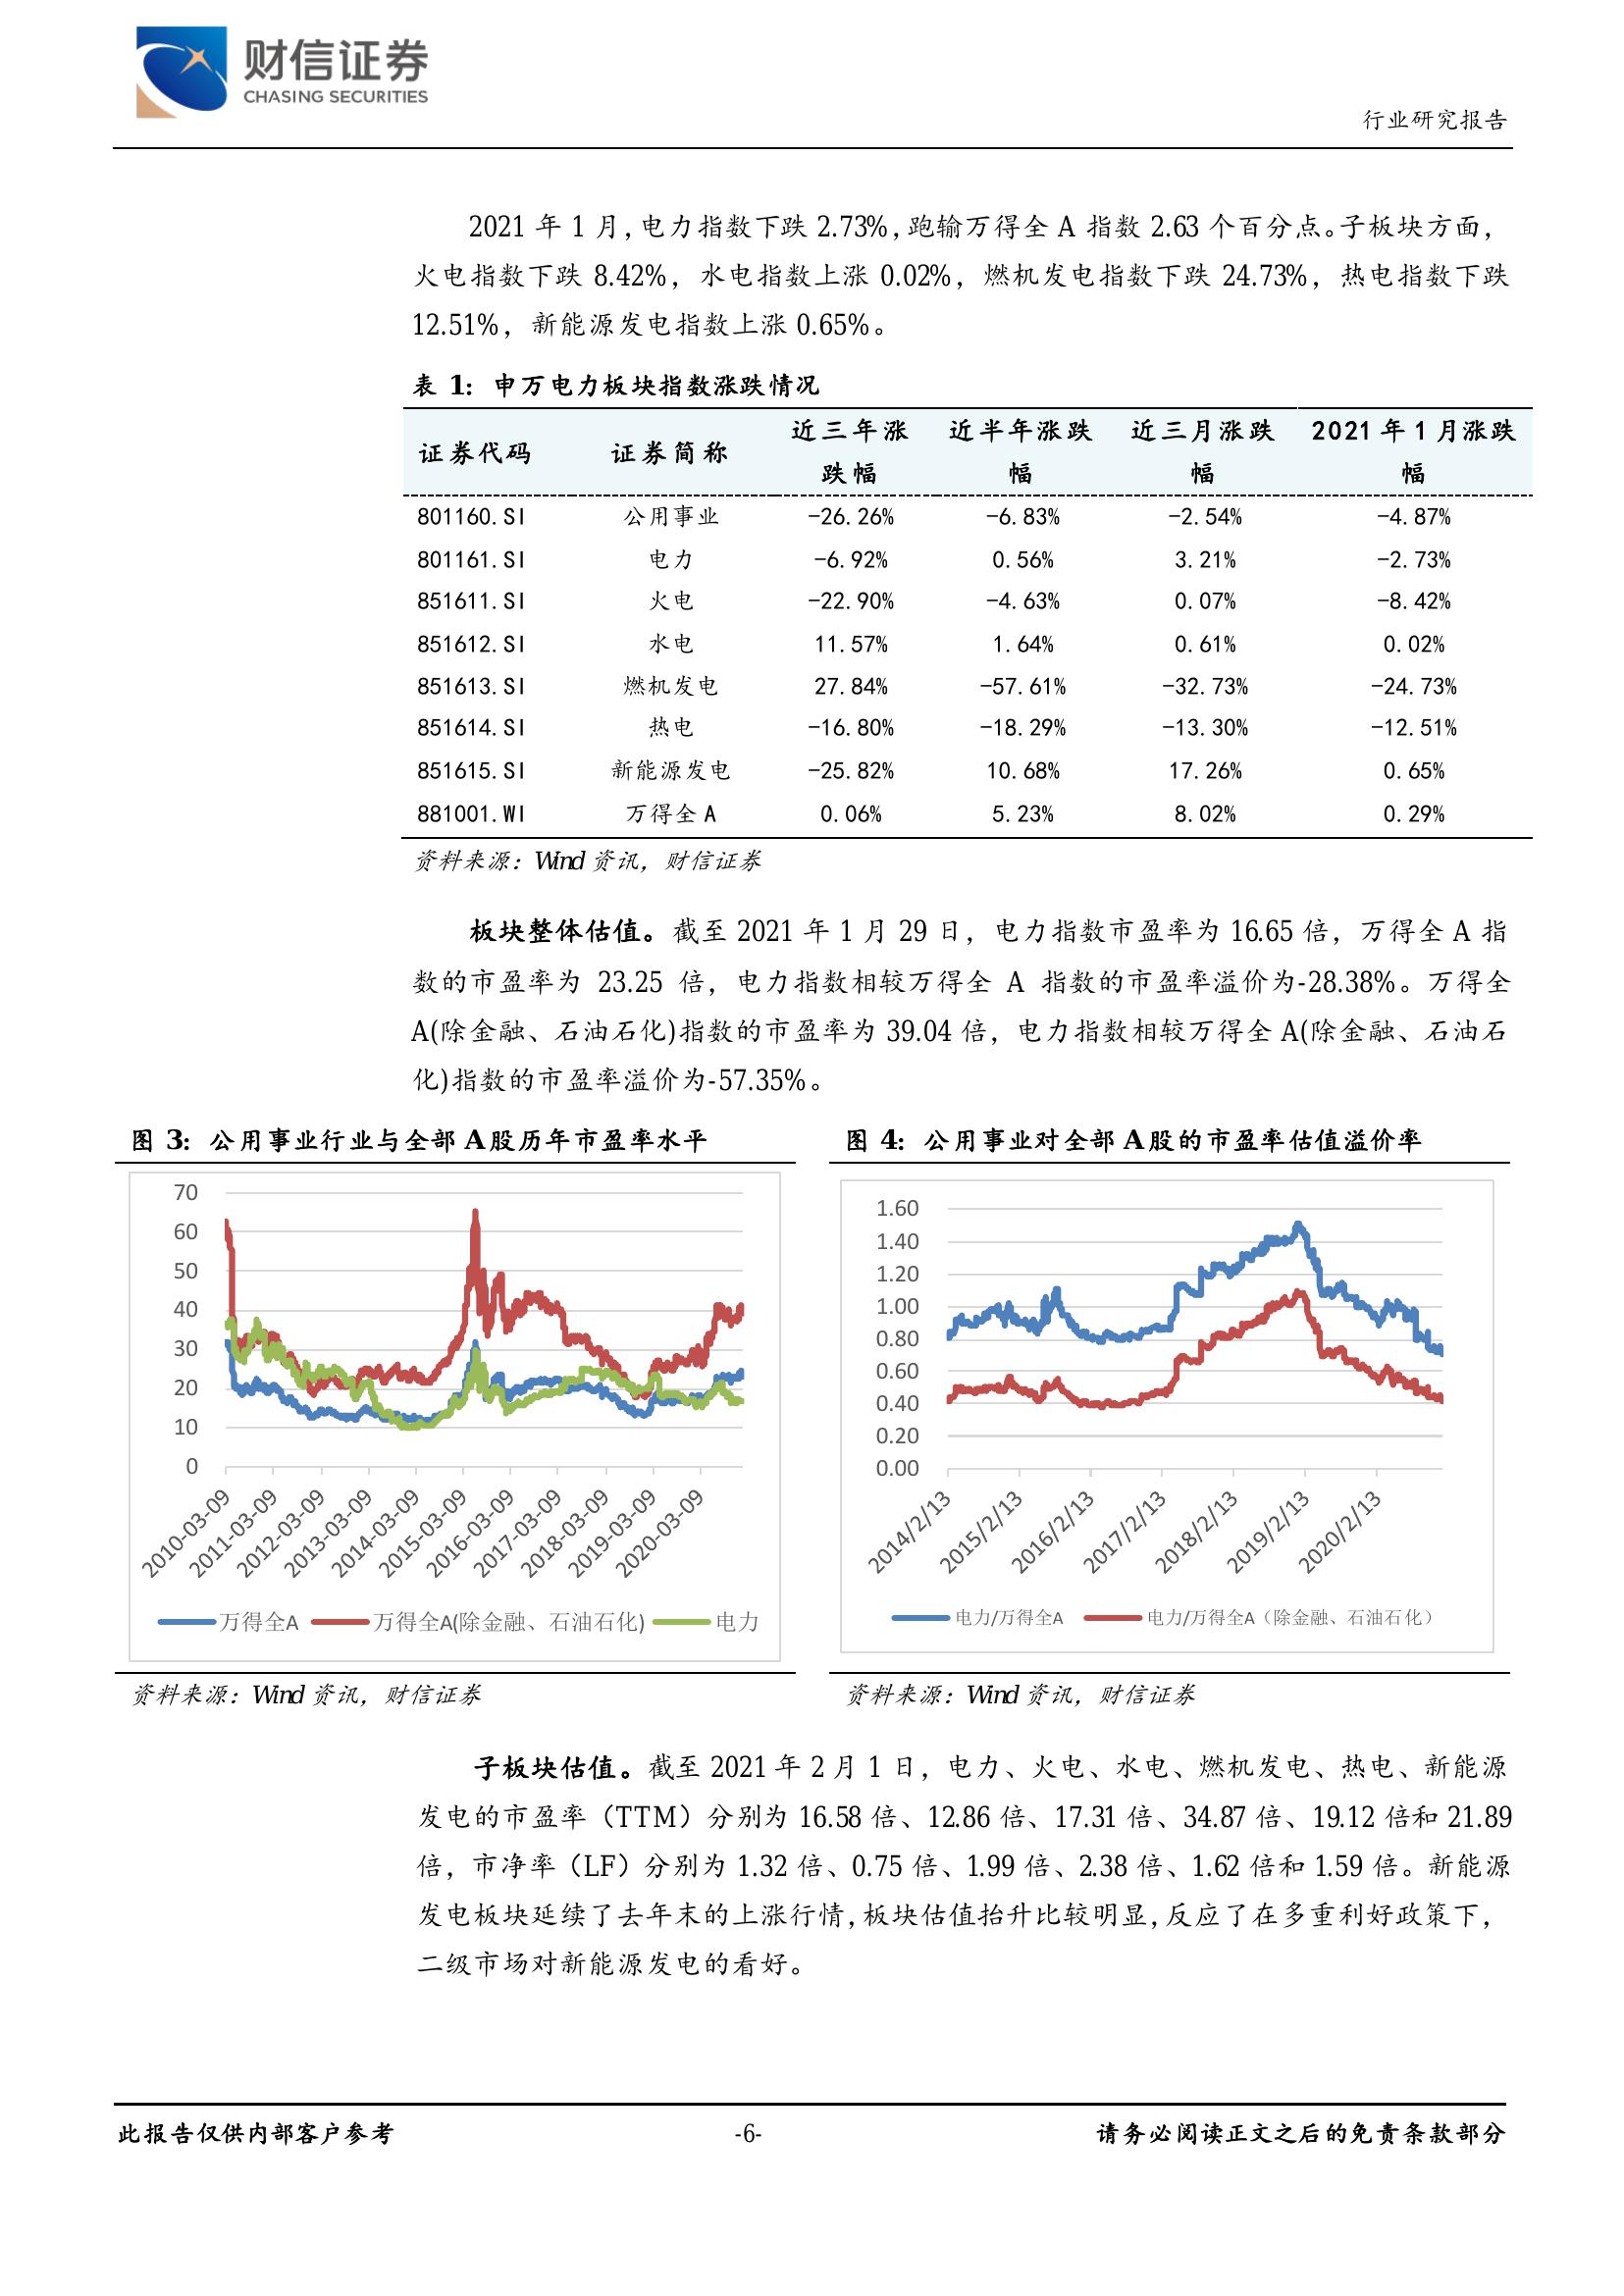 财信证券
CHASING SECURITIES
行业研究报告
2021 年 1 月，电力指数下跌 2.73%，跑输万得全 A 指数 2.63 个百分点。子板块方面，
火电指数下跌 8.42%，水电指数上涨 0.02%，燃机发电指数下跌 24.73%，热电指数下跌
12.51%，新能源发电指数上涨 0.65%。
表 1：申万电力板块指数涨跌情况
证券代码 证券简称 近三年涨跌幅 近半年涨跌幅 近三月涨跌幅 2021 年 1 月涨跌幅
801160.SI 公用事业 -26.26% -6.83% -2.54% -4.87%
801161.SI 电力 -6.92% 0.56% 3.21% -2.73%
851611.SI 火电 -22.90% -4.63% 0.07% -8.42%
851612.SI 水电 11.57% 1.64% 0.61% 0.02%
851613.SI 燃机发电 27.84% -57.61% -32.73% -24.73%
851614.SI 热电 -16.80% -18.29% -13.30% -12.51%
851615.SI 新能源发电 -25.82% 10.68% 17.26% 0.65%
881001.WI 万得全 A 0.06% 5.23% 8.02% 0.29%
资料来源：Wind 资讯，财信证券
板块整体估值。截至 2021 年 1 月 29 日，电力指数市盈率为 16.65 倍，万得全 A 指
数的市盈率为 23.25 倍，电力指数相较万得全 A 指数的市盈率溢价为-28.38%。万得全
A(除金融、石油石化)指数的市盈率为 39.04 倍，电力指数相较万得全 A(除金融、石油石
化)指数的市盈率溢价为-57.35%。
图 3：公用事业行业与全部 A 股历年市盈率水平
70
60
50
40
30
20
10
0
2010-03-09
2011-03-09
2012-03-09
2013-03-09
2014-03-09
2015-03-09
2016-03-09
2017-03-09
2018-03-09
2019-03-09
2020-03-09
万得全A 万得全A(除金融、石油石化) 电力
资料来源：Wind 资讯，财信证券
图 4：公用事业对全部 A 股的市盈率估值溢价率
1.60
1.40
1.20
1.00
0.80
0.60
0.40
0.20
0.00
2014/2/13
2015/2/13
2016/2/13
2017/2/13
2018/2/13
2019/2/13
2020/2/13
电力/万得全A 电力/万得全A（除金融、石油石化）
资料来源：Wind 资讯，财信证券
子板块估值。截至 2021 年 2 月 1 日，电力、火电、水电、燃机发电、热电、新能源
发电的市盈率（TTM）分别为 16.58 倍、12.86 倍、17.31 倍、34.87 倍、19.12 倍和 21.89
倍，市净率（LF）分别为 1.32 倍、0.75 倍、1.99 倍、2.38 倍、1.62 倍和 1.59 倍。新能源
发电板块延续了去年末的上涨行情，板块估值抬升比较明显，反应了在多重利好政策下，
二级市场对新能源发电的看好。
此报告仅供内部客户参考 -6- 请务必阅读正文之后的免责条款部分